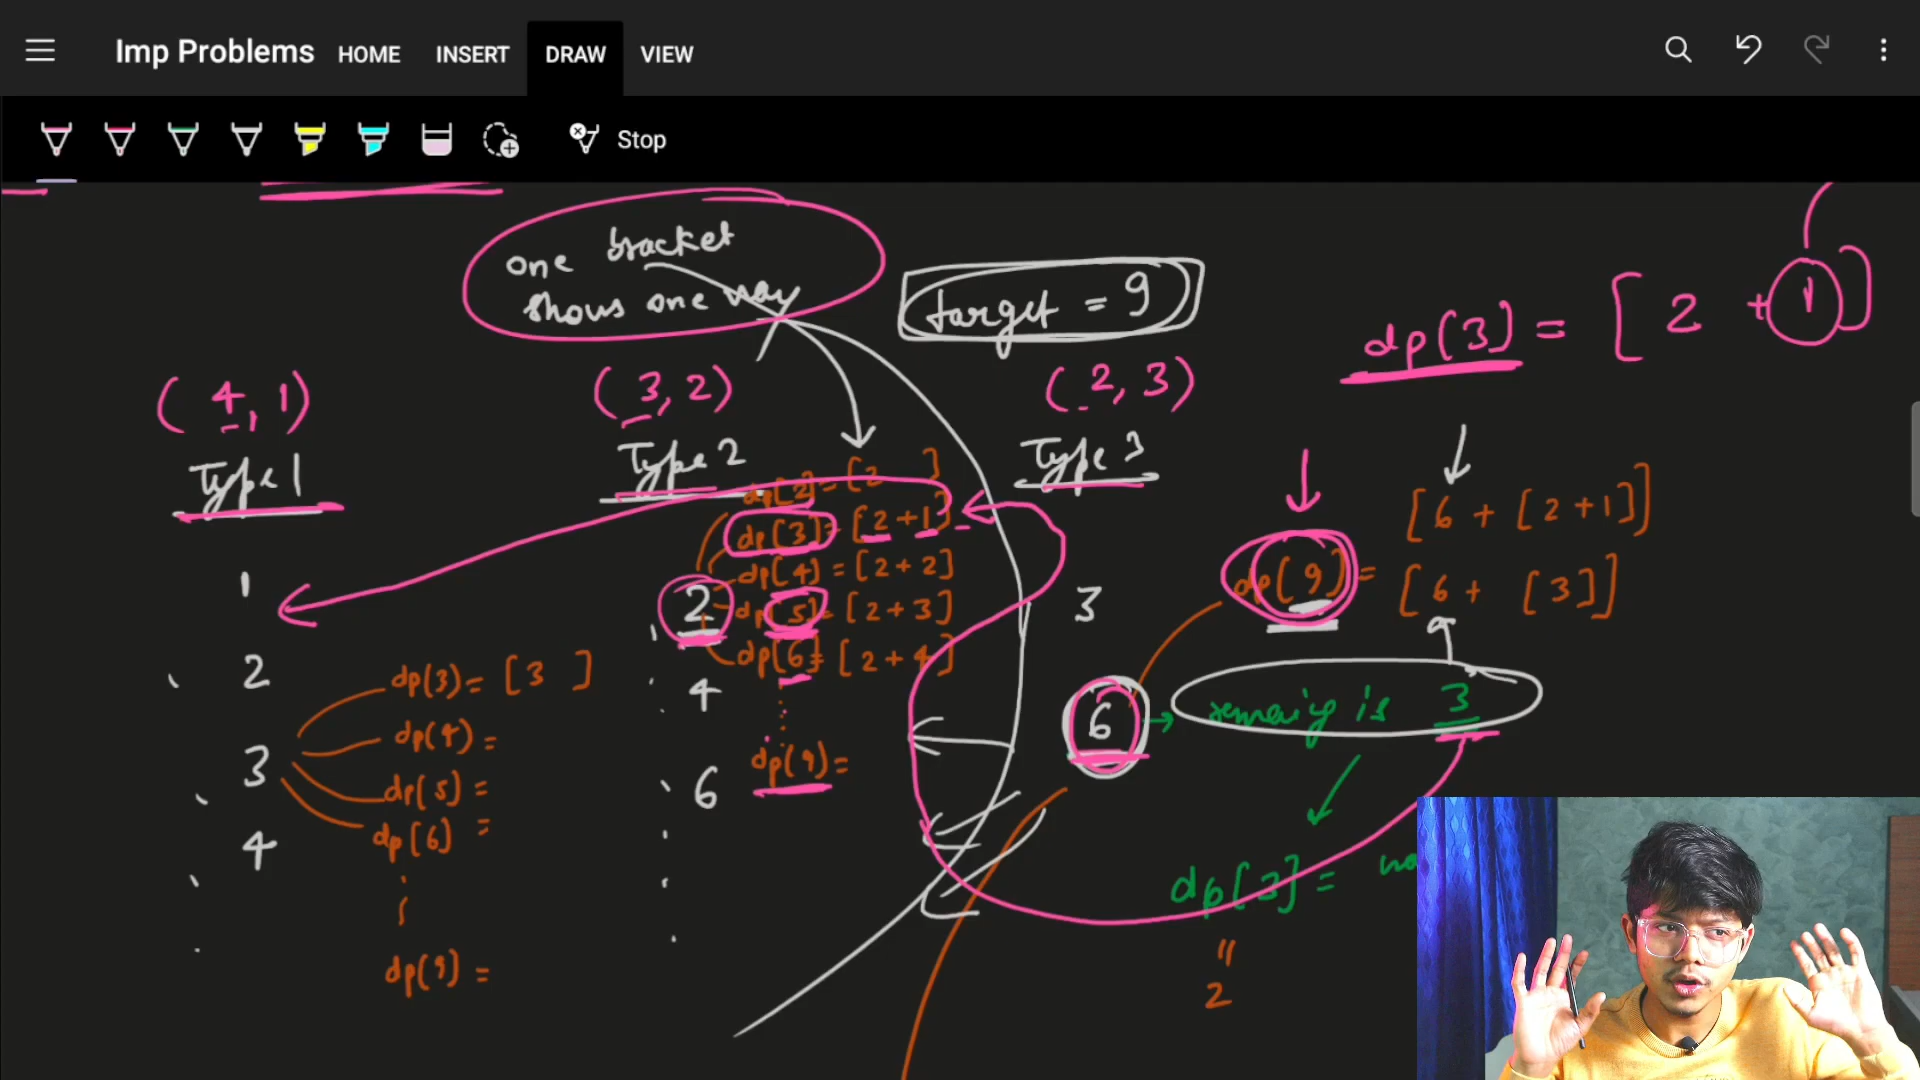 Imp Problems HOME INSERT DRAW VIEW
Stop
one bracket
shows one way
target = 9
dp(3) = [ 2 + 1 ]
(4, 1)
(3, 2)
(2, 3)
Type 1
Type 2
Type 3
dp[2] = [2 ]
dp[3] = [2+1]
dp[4] = [2+2]
dp[5] = [2+3]
dp[6] = [2+4]
dp(9) =
1
2
3
4
dp(3) = [3 ]
dp(4) =
dp(5) =
dp[6] =
dp(9) =
2
4
6
3
6
dp(9) = [6 + [2+1]]
[6 + [3]]
is 3
dp[3] =
"
2